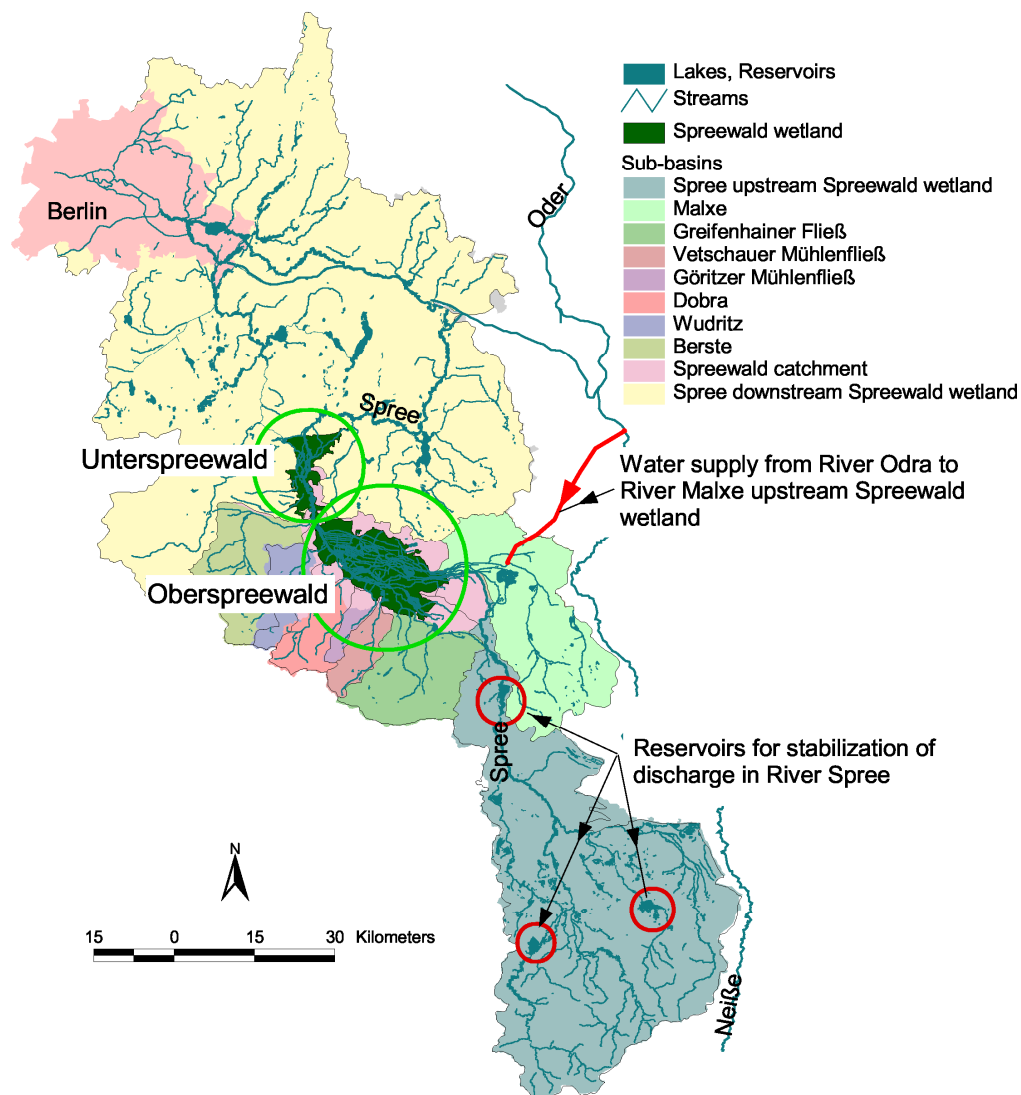 Lakes, Reservoirs
Streams
Spreewald wetland
Sub-basins
Spree upstream Spreewald wetland
Malxe
Greifenhainer Fließ
Vetschauer Mühlenfließ
Göritzer Mühlenfließ
Dobra
Wudritz
Berste
Spreewald catchment
Spree downstream Spreewald wetland
Oder
Berlin
Spree
Unterspreewald
Water supply from River Odra to
River Malxe upstream Spreewald
wetland
Oberspreewald
Spree
Reservoirs for stabilization of
discharge in River Spree
N
15 0 15 30 Kilometers
Neiße